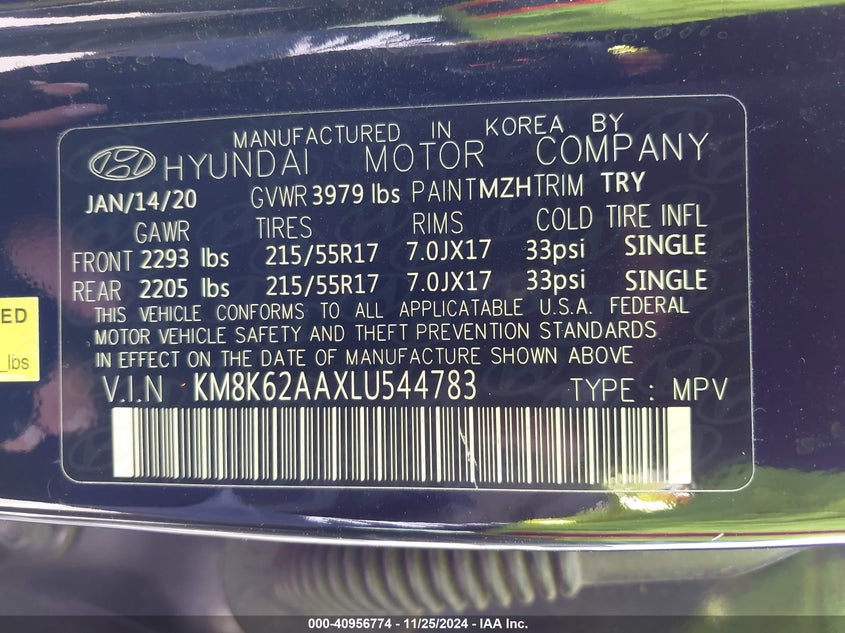 MANUFACTURED IN KOREA BY
HYUNDAI MOTOR COMPANY
JAN/14/20 GVWR 3979 lbs PAINT MZH TRIM TRY
GAWR TIRES RIMS COLD TIRE INFL
FRONT 2293 lbs 215/55R17 7.0JX17 33psi SINGLE
REAR 2205 lbs 215/55R17 7.0JX17 33psi SINGLE
THIS VEHICLE CONFORMS TO ALL APPLICATABLE U.S.A. FEDERAL
MOTOR VEHICLE SAFETY AND THEFT PREVENTION STANDARDS
IN EFFECT ON THE DATE OF MANUFACTURE SHOWN ABOVE
V.I.N KM8K62AAXLU544783 TYPE : MPV
ED
lbs
000-40956774 - 11/25/2024 - IAA Inc.